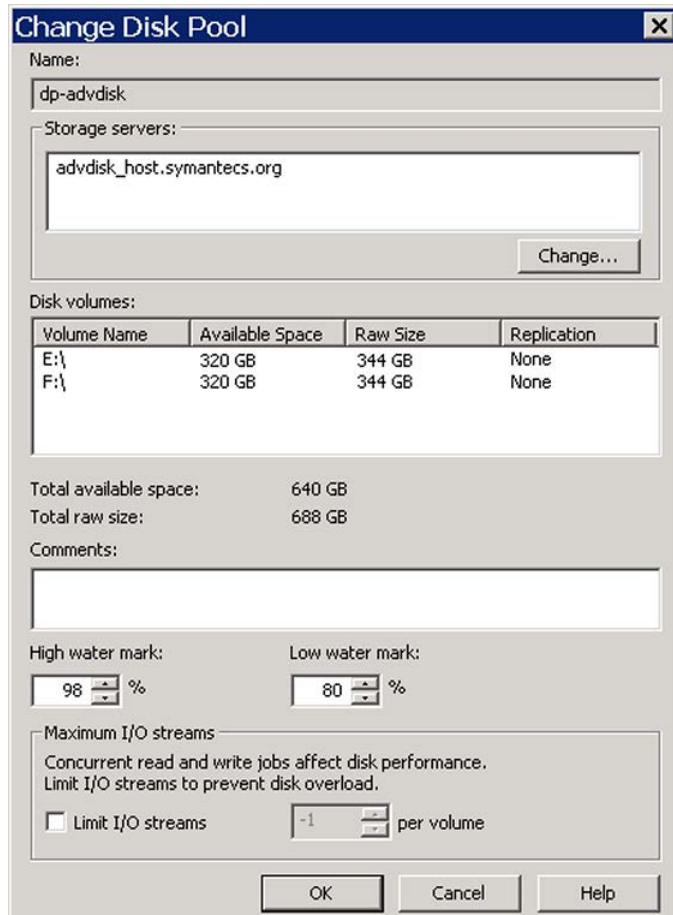 Change Disk Pool
Name:
dp-advdisk
Storage servers:
advdisk_host.symantecs.org
Change...
Disk volumes:
Volume Name Available Space Raw Size Replication
E:\ 320 GB 344 GB None
F:\ 320 GB 344 GB None
Total available space: 640 GB
Total raw size: 688 GB
Comments:
High water mark: Low water mark:
98 % 80 %
Maximum I/O streams
Concurrent read and write jobs affect disk performance.
Limit I/O streams to prevent disk overload.
Limit I/O streams -1 per volume
OK Cancel Help